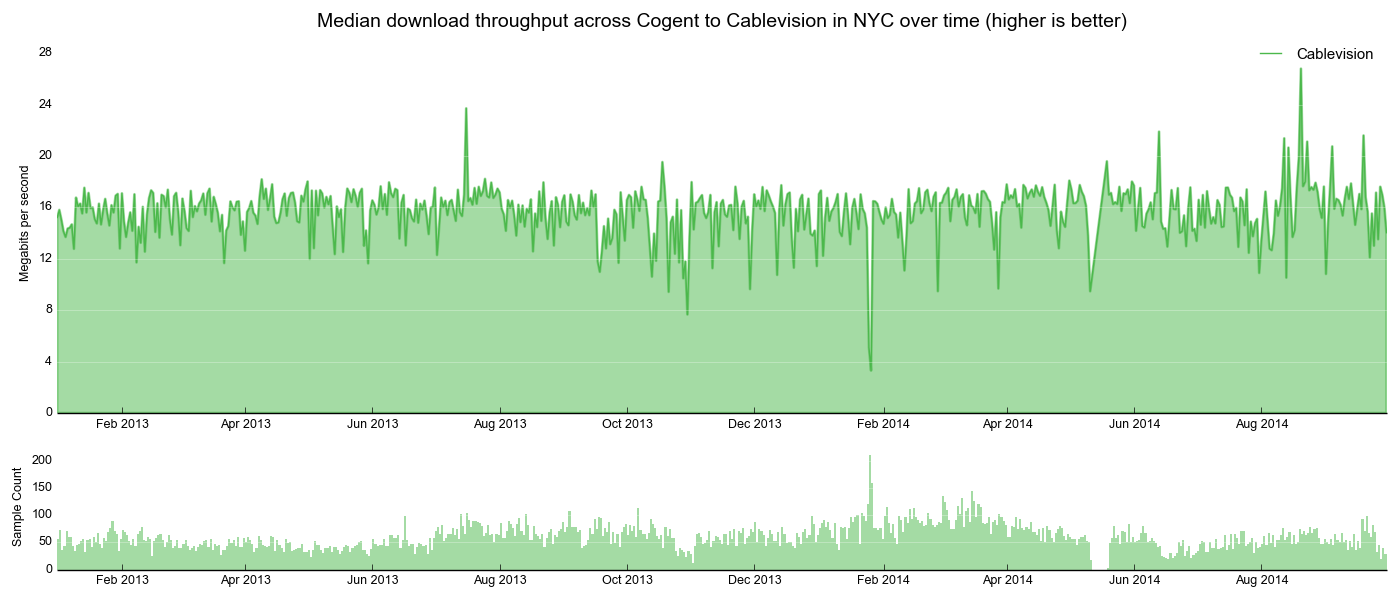 Median download throughput across Cogent to Cablevision in NYC over time (higher is better)
Cablevision
Megabits per second
28
24
20
16
12
8
4
0
Feb 2013 Apr 2013 Jun 2013 Aug 2013 Oct 2013 Dec 2013 Feb 2014 Apr 2014 Jun 2014 Aug 2014
Sample Count
200
150
100
50
0
Feb 2013 Apr 2013 Jun 2013 Aug 2013 Oct 2013 Dec 2013 Feb 2014 Apr 2014 Jun 2014 Aug 2014